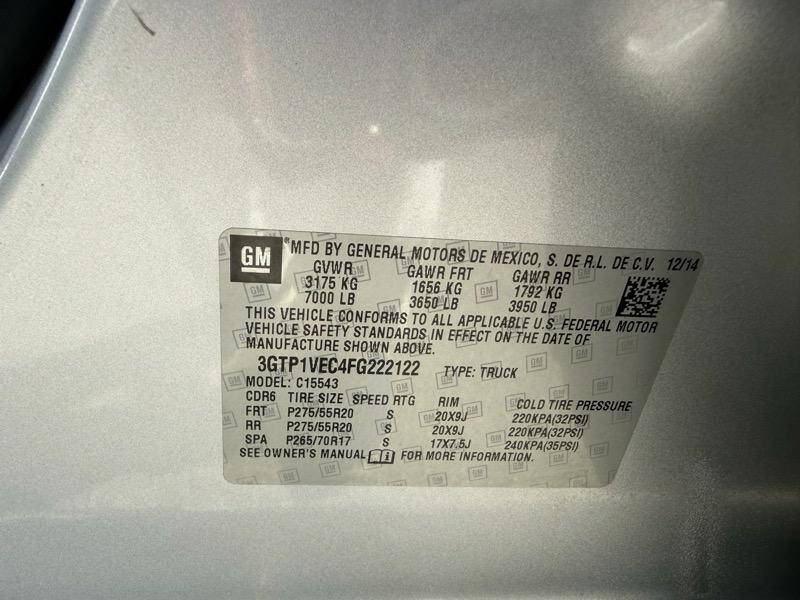 GM ®MFD BY GENERAL MOTORS DE MEXICO, S. DE R.L. DE C.V. 12/14
GVWR GAWR FRT GAWR RR
3175 KG 1656 KG 1792 KG
7000 LB 3650 LB 3950 LB
THIS VEHICLE CONFORMS TO ALL APPLICABLE U.S. FEDERAL MOTOR
VEHICLE SAFETY STANDARDS IN EFFECT ON THE DATE OF
MANUFACTURE SHOWN ABOVE.
3GTP1VEC4FG222122 TYPE: TRUCK
MODEL: C15543
CDR6 TIRE SIZE SPEED RTG RIM COLD TIRE PRESSURE
FRT P275/55R20 S 20X9J 220KPA(32PSI)
RR P275/55R20 S 20X9J 220KPA(32PSI)
SPA P265/70R17 S 17X7.5J 240KPA(35PSI)
SEE OWNER'S MANUAL FOR MORE INFORMATION.